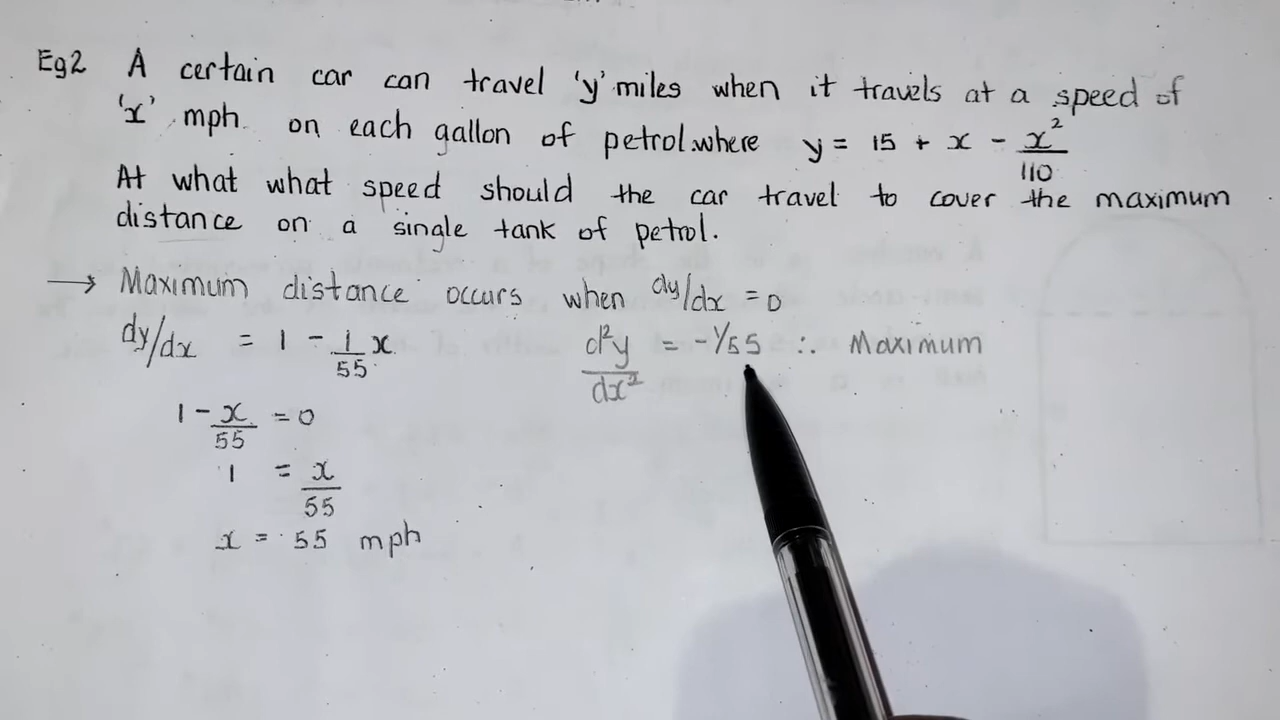 Eg2 A certain car can travel 'y' miles when it travels at a speed of
'x' mph on each gallon of petrol.where y = 15 + x - x²/110
At what what speed should the car travel to cover the maximum
distance on a single tank of petrol.
→ Maximum distance occurs when dy/dx = 0
dy/dx = 1 - 1/55 x d²y/dx² = -1/55 ∴ Maximum
1 - x/55 = 0
1 = x/55
x = 55 mph